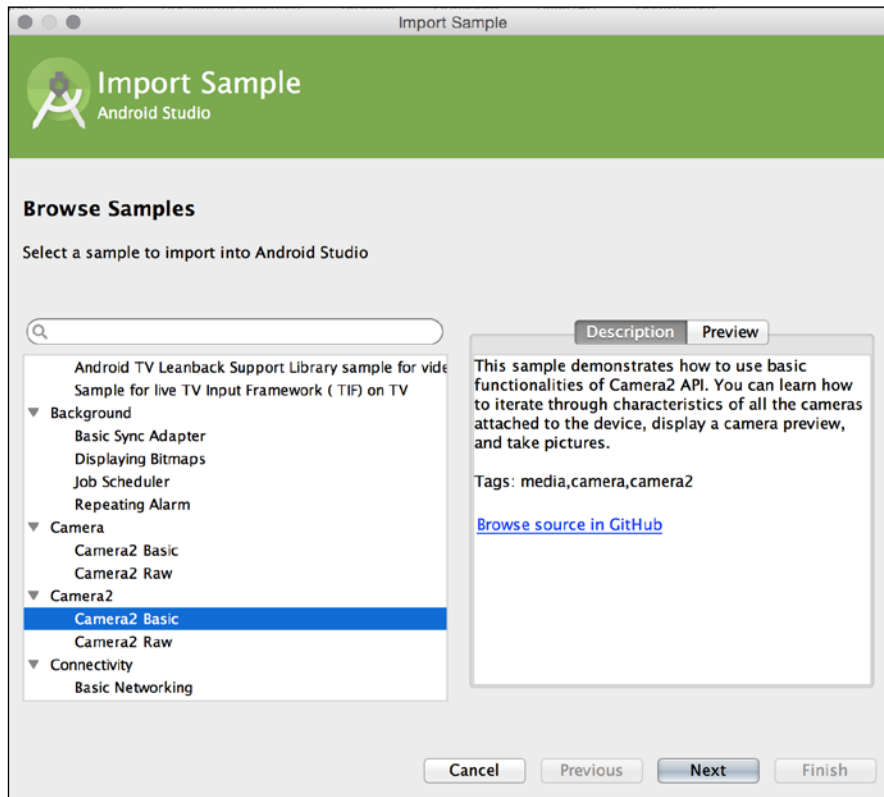 Import Sample
Import Sample
Android Studio
Browse Samples
Select a sample to import into Android Studio
Android TV Leanback Support Library sample for vide
Sample for live TV Input Framework ( TIF) on TV
Background
Basic Sync Adapter
Displaying Bitmaps
Job Scheduler
Repeating Alarm
Camera
Camera2 Basic
Camera2 Raw
Camera2
Camera2 Basic
Camera2 Raw
Connectivity
Basic Networking
Description
Preview
This sample demonstrates how to use basic
functionalities of Camera2 API. You can learn how
to iterate through characteristics of all the cameras
attached to the device, display a camera preview,
and take pictures.
Tags: media,camera,camera2
Browse source in GitHub
Cancel
Previous
Next
Finish